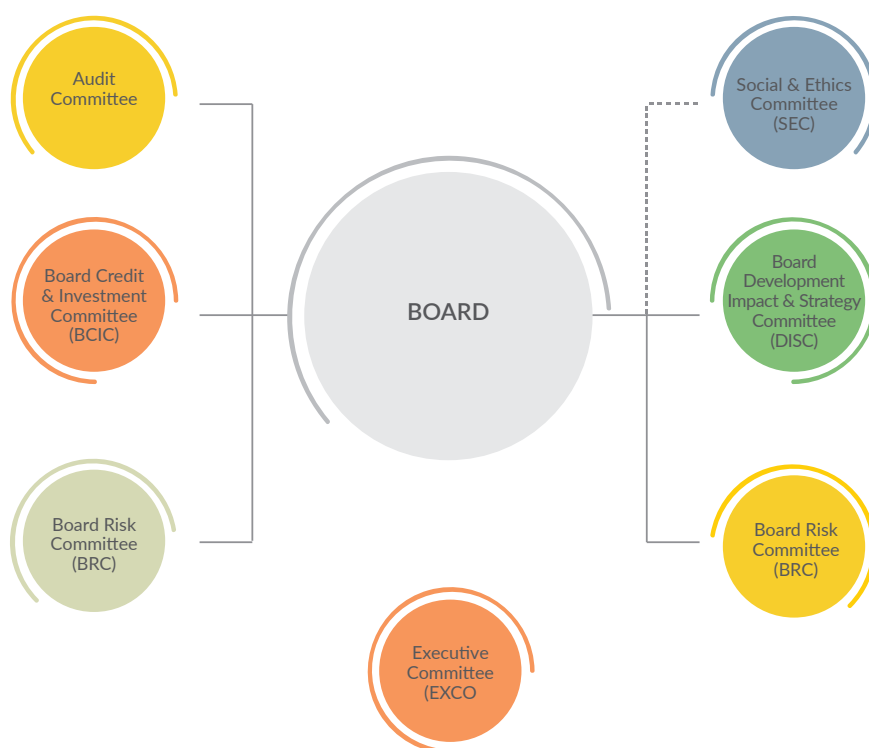 Audit
Committee
Social & Ethics
Committee
(SEC)
Board Credit
& Investment
Committee
(BCIC)
BOARD
Board
Development
Impact & Strategy
Committee
(DISC)
Board Risk
Committee
(BRC)
Board Risk
Committee
(BRC)
Executive
Committee
(EXCO